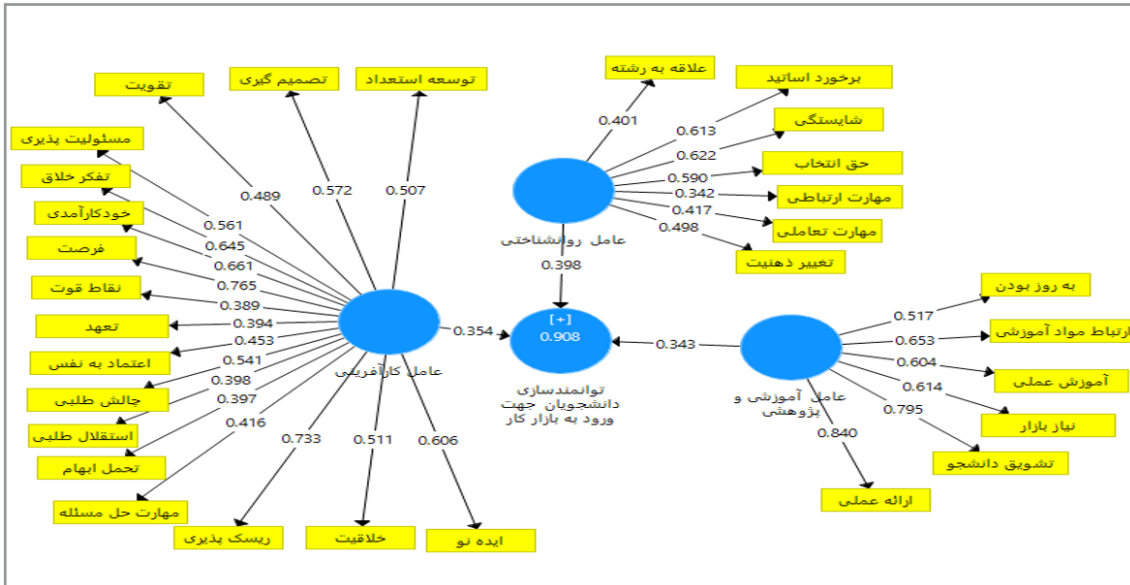 توسعه استعداد
تصمیم گیری
تقویت
مسئولیت پذیری
تفکر خلاق
خودکارآمدی
فرصت
نقاط قوت
تعهد
اعتماد به نفس
چالش طلبی
استقلال طلبی
تحمل ابهام
مهارت حل مسئله
ریسک پذیری
خلاقیت
ایده نو
0.507
0.572
0.489
0.561
0.645
0.661
0.765
0.389
0.394
0.453
0.541
0.398
0.397
0.416
0.733
0.511
0.606
عامل کارآفرینی
0.354
علاقه به رشته
برخورد اساتید
شایستگی
حق انتخاب
مهارت ارتباطی
مهارت تعاملی
تغییر ذهنیت
0.401
0.613
0.622
0.590
0.342
0.417
0.498
عامل روانشناختی
0.398
[+]
0.908
توانمندسازی
دانشجویان جهت
ورود به بازار کار
0.343
عامل آموزشی و
پژوهشی
به روز بودن
ارتباط مواد آموزشی
آموزش عملی
نیاز بازار
تشویق دانشجو
ارائه عملی
0.517
0.653
0.604
0.614
0.795
0.840